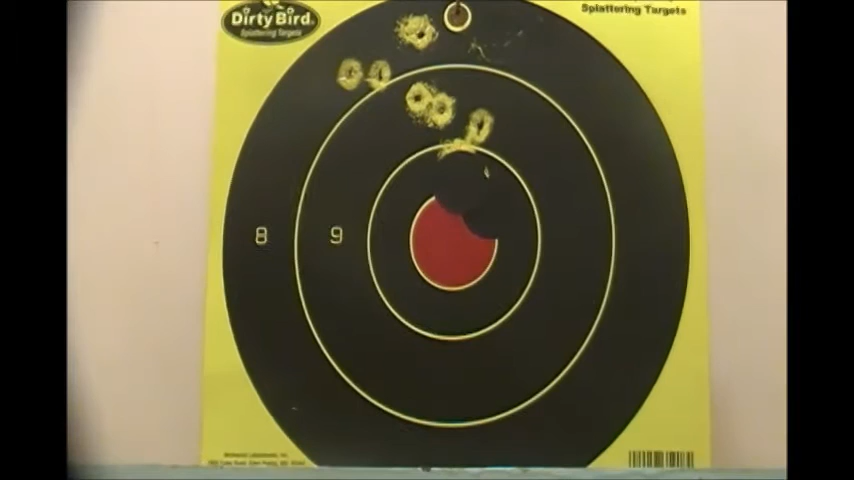 Dirty Bird
Splattering Targets
Splattering Targets
8 9